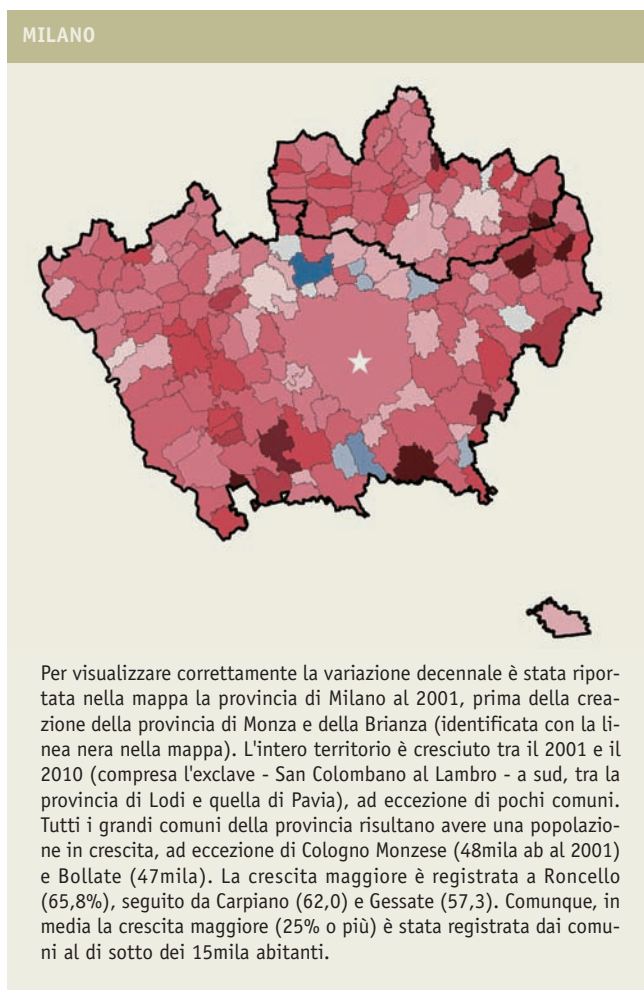 MILANO
Per visualizzare correttamente la variazione decennale è stata ripor-
tata nella mappa la provincia di Milano al 2001, prima della crea-
zione della provincia di Monza e della Brianza (identificata con la li-
nea nera nella mappa). L'intero territorio è cresciuto tra il 2001 e il
2010 (compresa l'exclave - San Colombano al Lambro - a sud, tra la
provincia di Lodi e quella di Pavia), ad eccezione di pochi comuni.
Tutti i grandi comuni della provincia risultano avere una popolazio-
ne in crescita, ad eccezione di Cologno Monzese (48mila ab al 2001)
e Bollate (47mila). La crescita maggiore è registrata a Roncello
(65,8%), seguito da Carpiano (62,0) e Gessate (57,3). Comunque, in
media la crescita maggiore (25% o più) è stata registrata dai comu-
ni al di sotto dei 15mila abitanti.